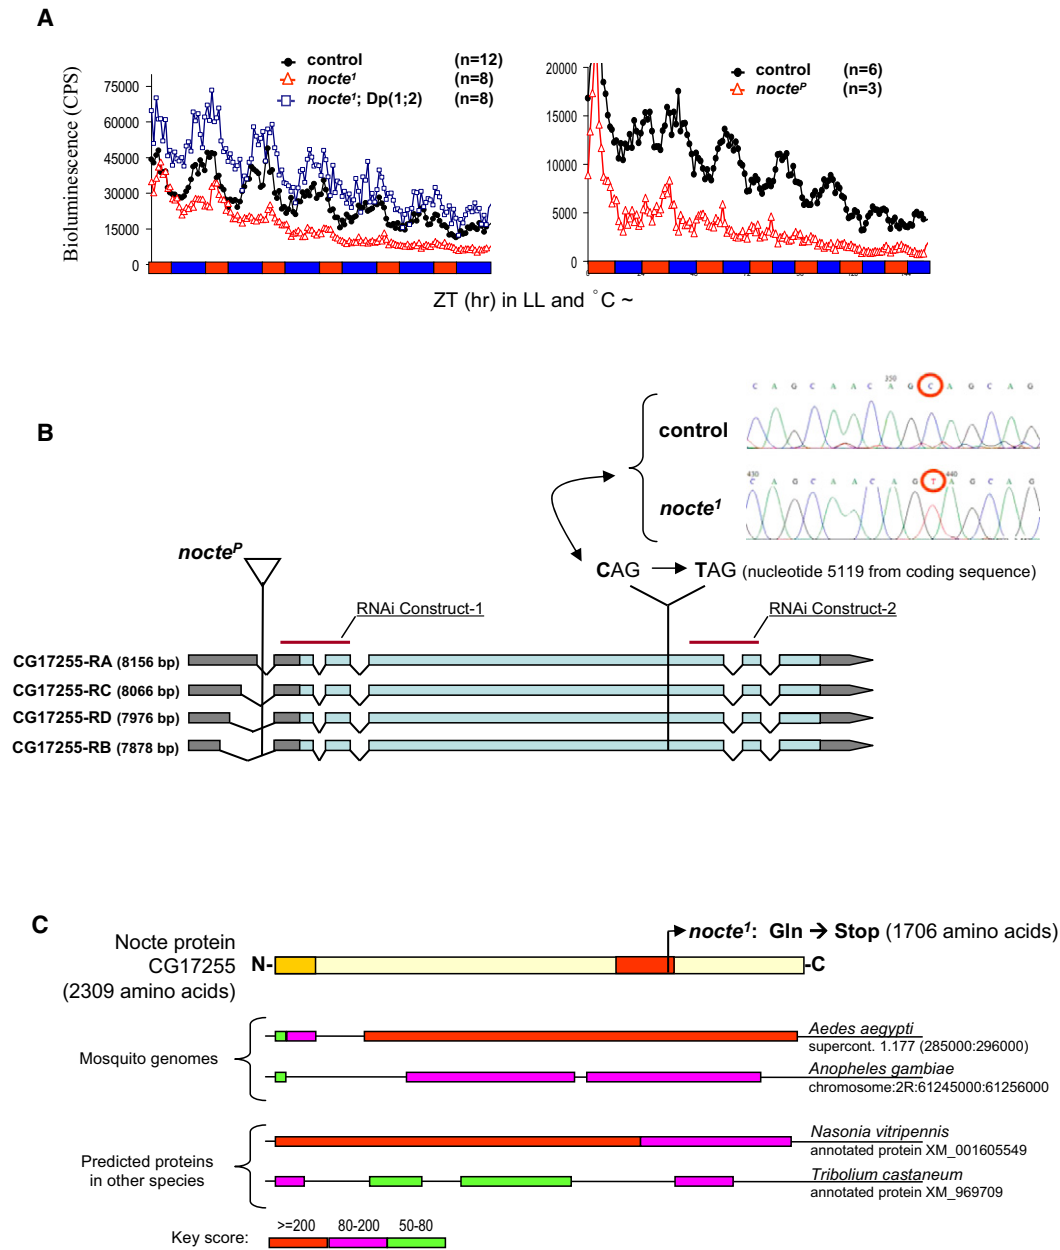 A
control (n=12)
nocte1 (n=8)
nocte1; Dp(1;2) (n=8)
control (n=6)
nocteP (n=3)
Bioluminescence (CPS)
75000
60000
45000
30000
15000
0
20000
15000
10000
5000
0
ZT (hr) in LL and °C ~
B
control
350
C A G C A A C A G C A G C A G
nocte1
430 440
C A G C A A C A G T A G C A G
nocteP
CAG → TAG (nucleotide 5119 from coding sequence)
RNAi Construct-1
RNAi Construct-2
CG17255-RA (8156 bp)
CG17255-RC (8066 bp)
CG17255-RD (7976 bp)
CG17255-RB (7878 bp)
C
nocte1: Gln → Stop (1706 amino acids)
Nocte protein
CG17255
(2309 amino acids)
N- -C
Mosquito genomes
Aedes aegypti
supercont. 1.177 (285000:296000)
Anopheles gambiae
chromosome:2R:61245000:61256000
Predicted proteins
in other species
Nasonia vitripennis
annotated protein XM_001605549
Tribolium castaneum
annotated protein XM_969709
Key score:
>=200 80-200 50-80